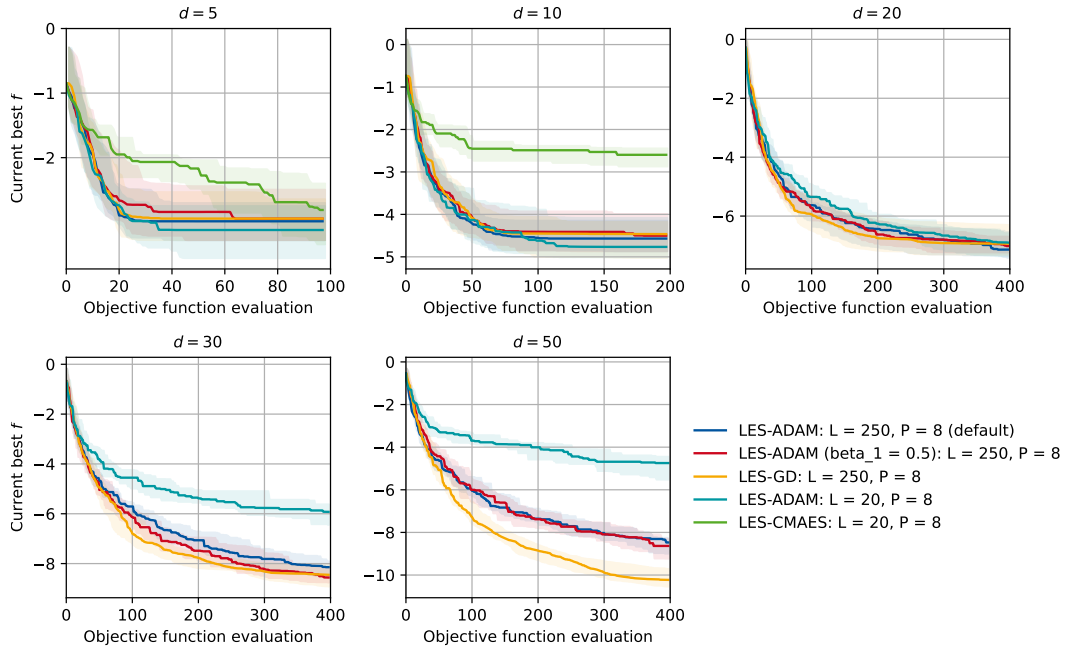 d = 5
d = 10
d = 20
Current best f
0
−1
−2
0
−1
−2
−3
−4
−5
0
−2
−4
−6
0 20 40 60 80 100
0 50 100 150 200
0 100 200 300 400
Objective function evaluation
Objective function evaluation
Objective function evaluation
d = 30
d = 50
Current best f
0
−2
−4
−6
−8
0
−2
−4
−6
−8
−10
0 100 200 300 400
0 100 200 300 400
Objective function evaluation
Objective function evaluation
LES-ADAM: L = 250, P = 8 (default)
LES-ADAM (beta_1 = 0.5): L = 250, P = 8
LES-GD: L = 250, P = 8
LES-ADAM: L = 20, P = 8
LES-CMAES: L = 20, P = 8